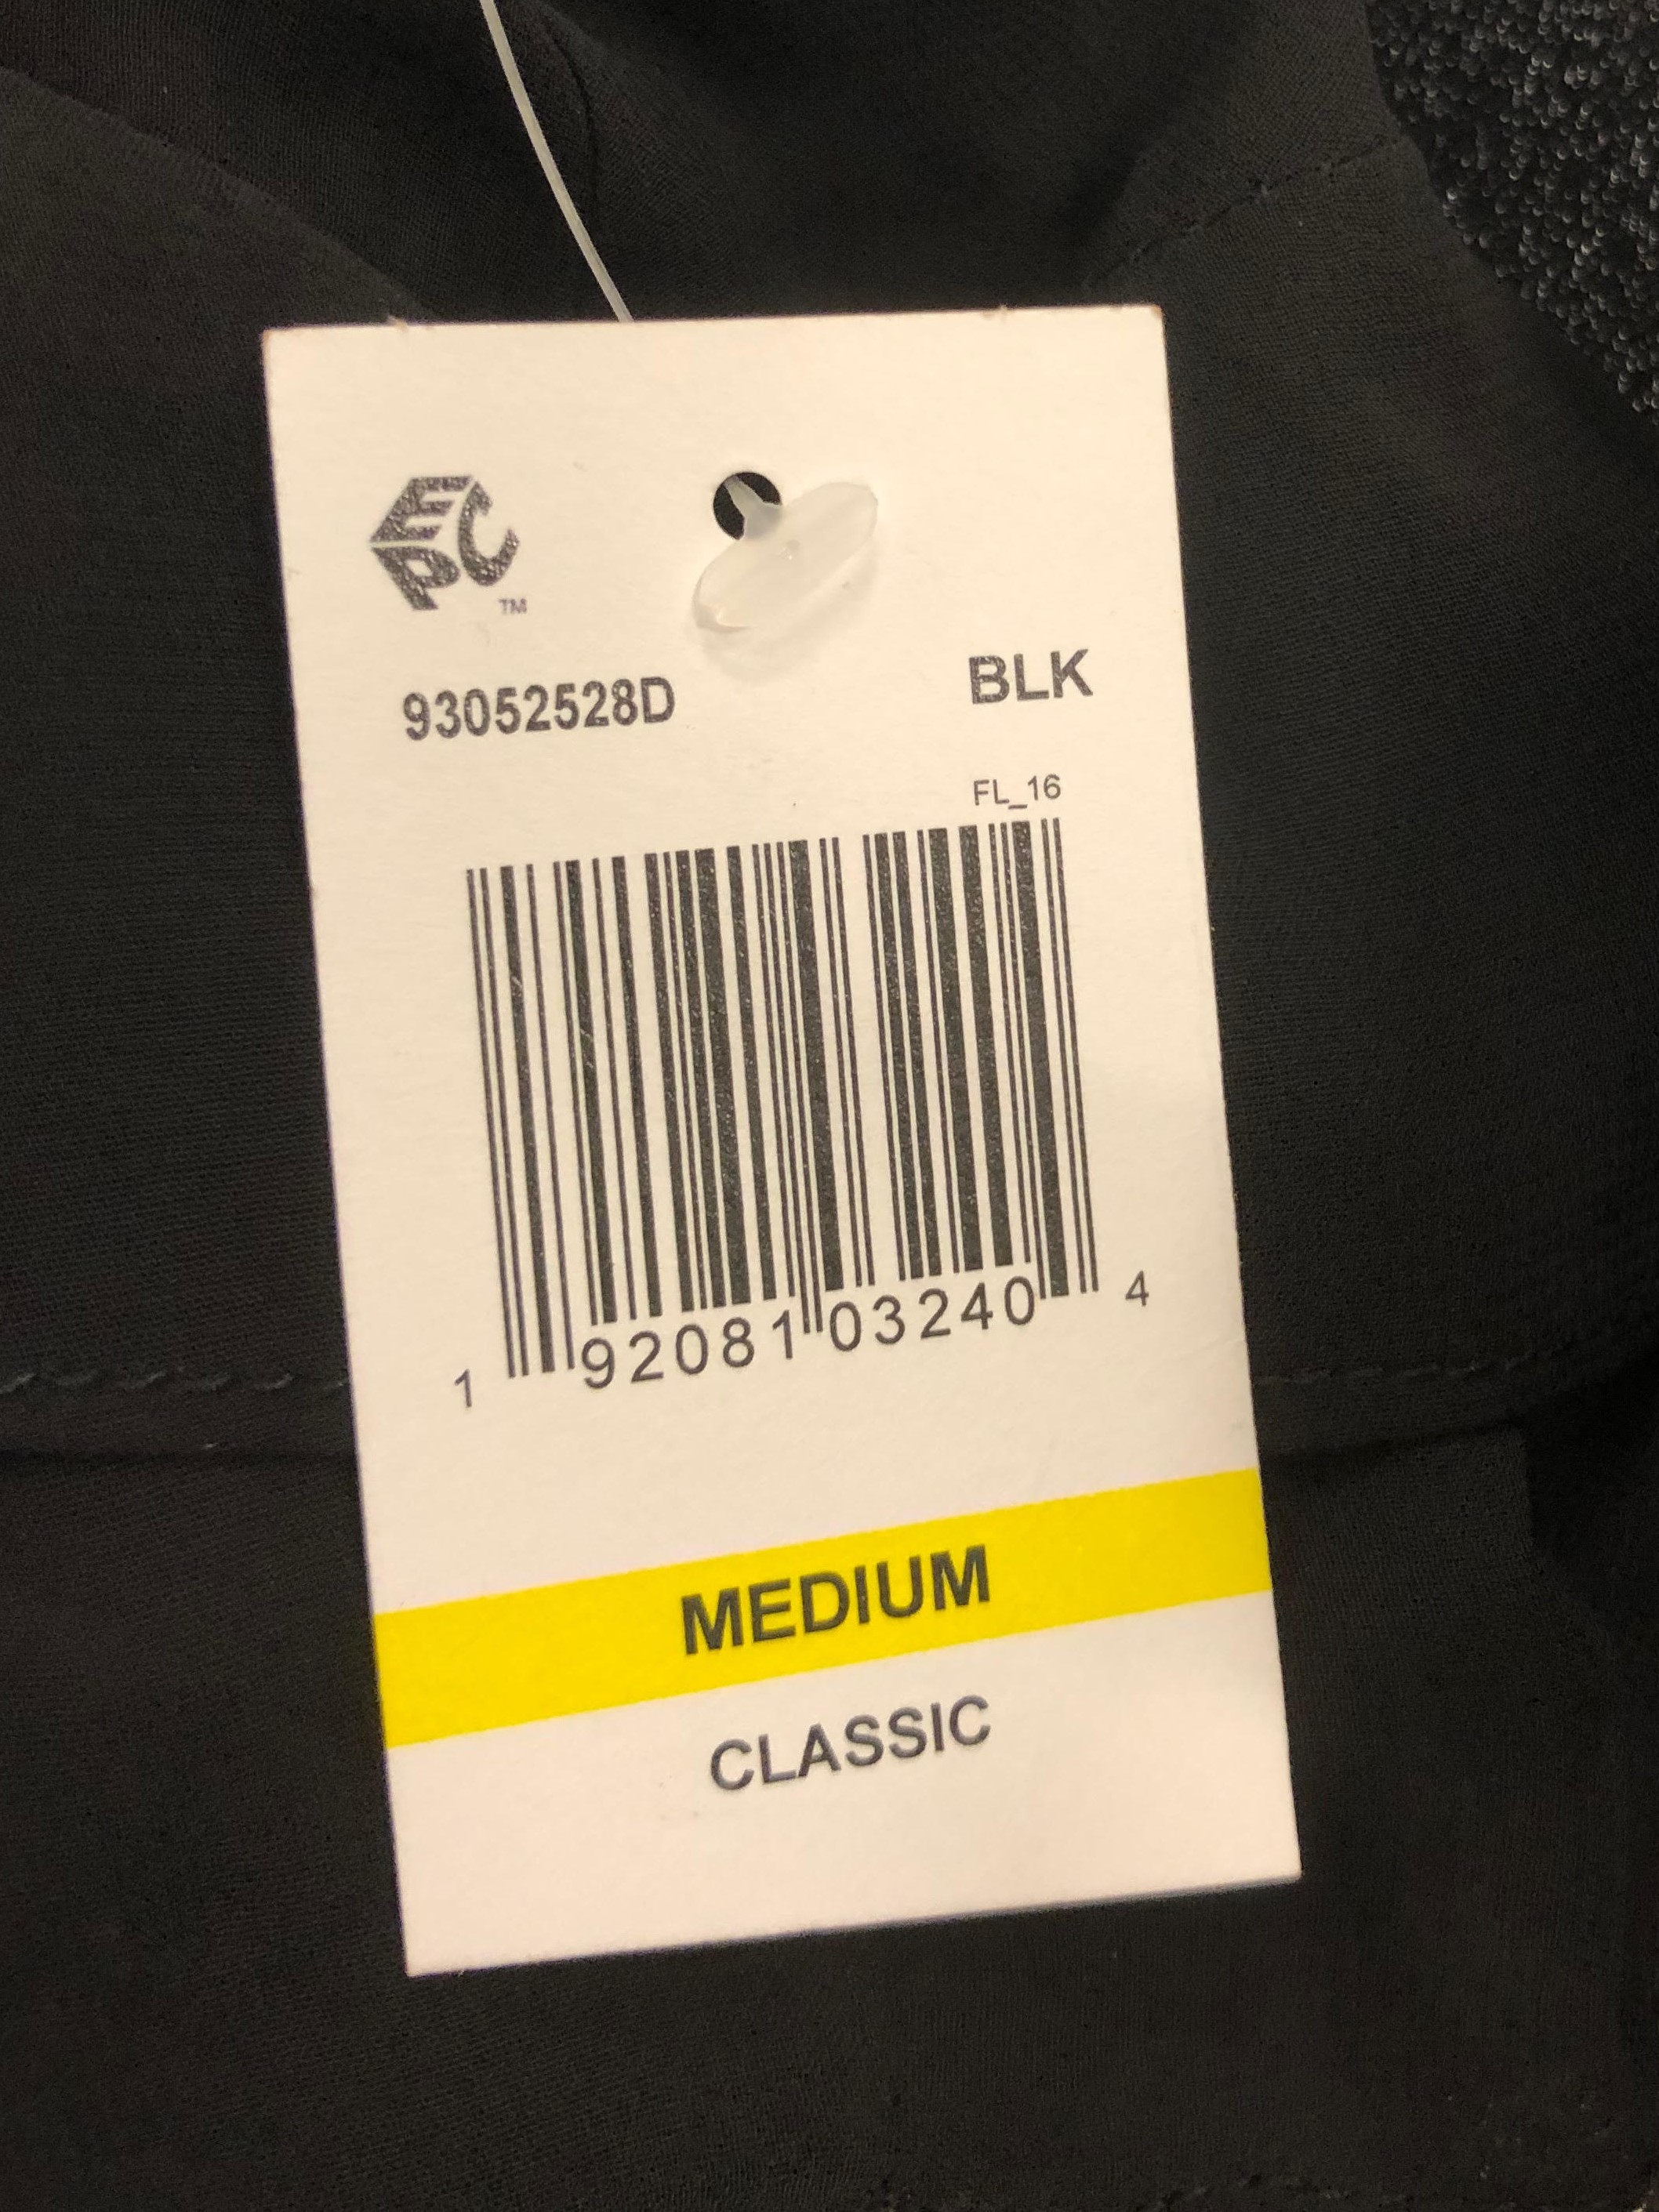 EPC
TM
93052528D
BLK
FL_16
1 92081 03240 4
MEDIUM
CLASSIC